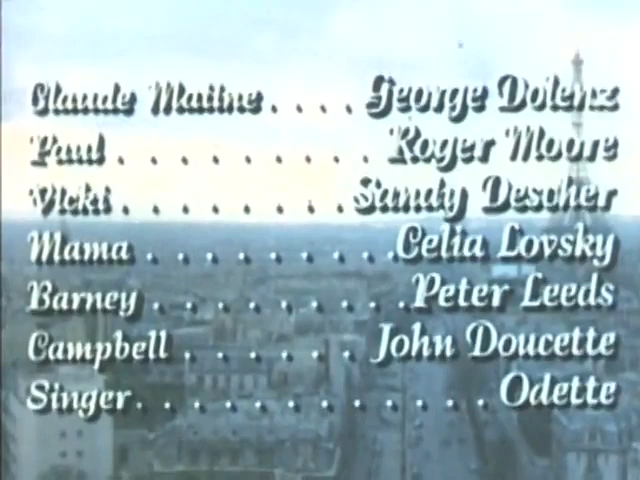 Claude Matine.... George Dolenz
Paul.......... Roger Moore
Vicki........Sandy Descher
Mama..........Celia Lovsky
Barney.........Peter Leeds
Campbell...... John Doucette
Singer............. Odette